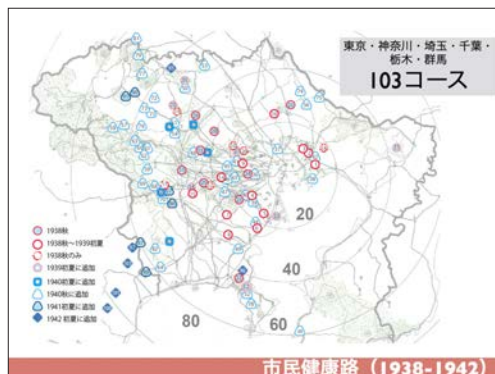 東京・神奈川・埼玉・千葉・
栃木・群馬
103コース
20
40
80
60
1938秋
1938秋～1939初夏
1938秋のみ
1939初夏に追加
1940初夏に追加
1940秋に追加
1941初夏に追加
1942 初夏に追加
市民健康路（1938-1942）